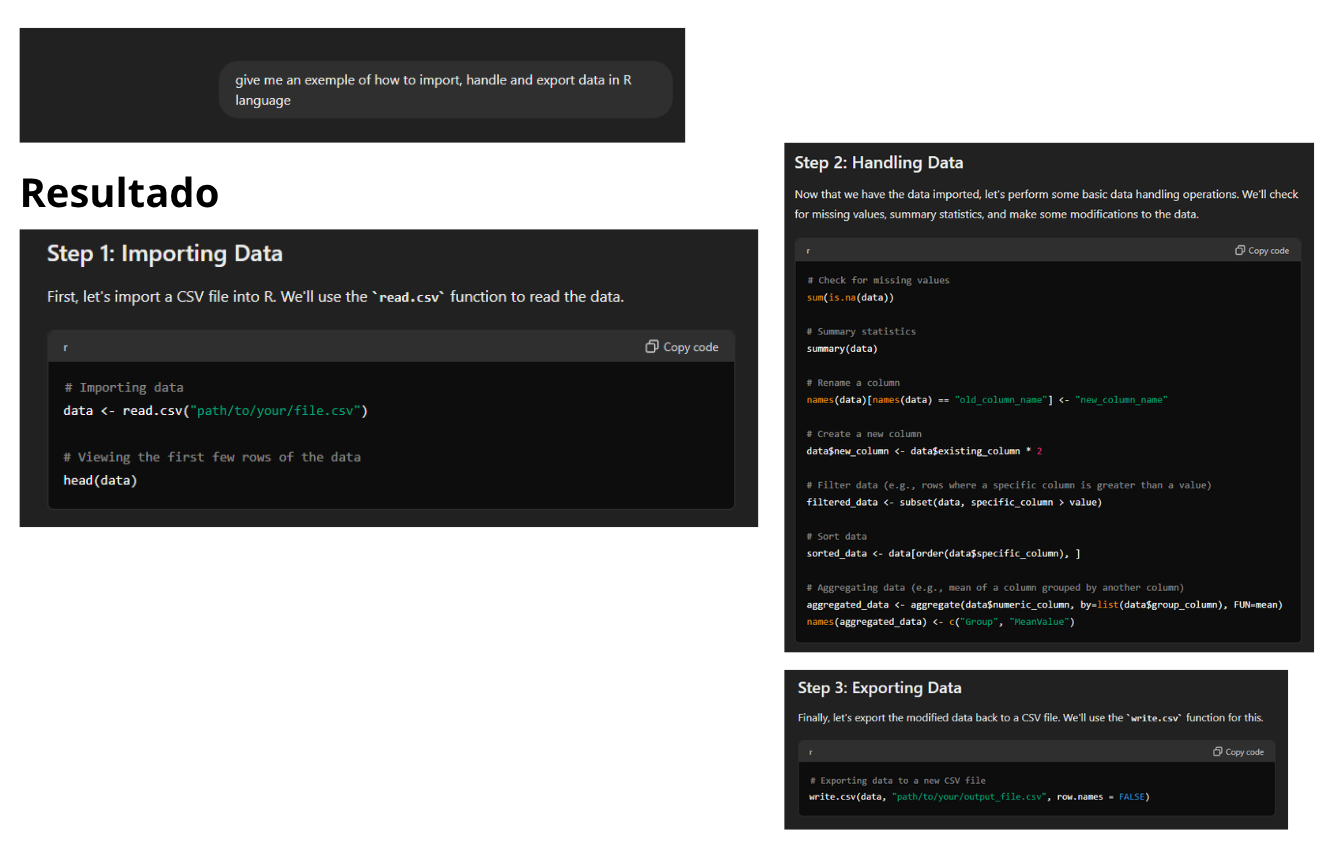 give me an exemple of how to import, handle and export data in R
language
Resultado
Step 1: Importing Data
First, let's import a CSV file into R. We'll use the `read.csv` function to read the data.
r
Copy code
# Importing data
data <- read.csv("path/to/your/file.csv")
# Viewing the first few rows of the data
head(data)
Step 2: Handling Data
Now that we have the data imported, let's perform some basic data handling operations. We'll check
for missing values, summary statistics, and make some modifications to the data.
r
Copy code
# Check for missing values
sum(is.na(data))
# Summary statistics
summary(data)
# Rename a column
names(data)[names(data) == "old_column_name"] <- "new_column_name"
# Create a new column
data$new_column <- data$existing_column * 2
# Filter data (e.g., rows where a specific column is greater than a value)
filtered_data <- subset(data, specific_column > value)
# Sort data
sorted_data <- data[order(data$specific_column), ]
# Aggregating data (e.g., mean of a column grouped by another column)
aggregated_data <- aggregate(data$numeric_column, by=list(data$group_column), FUN=mean)
names(aggregated_data) <- c("Group", "MeanValue")
Step 3: Exporting Data
Finally, let's export the modified data back to a CSV file. We'll use the `write.csv` function for this.
r
Copy code
# Exporting data to a new CSV file
write.csv(data, "path/to/your/output_file.csv", row.names = FALSE)